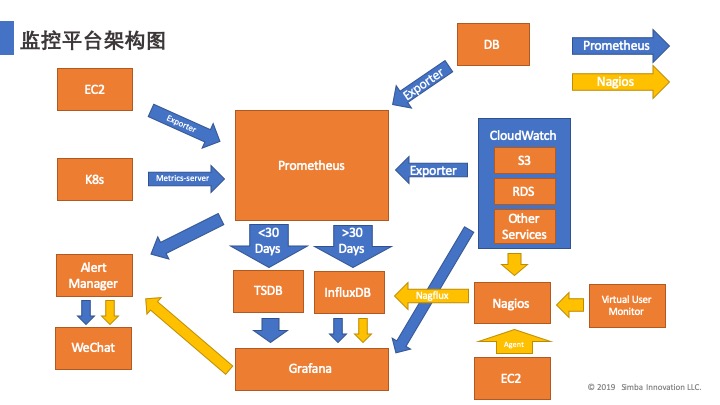 监控平台架构图
DB
Prometheus
Nagios
EC2
Exporter
Exporter
Prometheus
CloudWatch
S3
RDS
Other
Services
K8s
Metrics-server
Exporter
<30
Days
>30
Days
Alert
Manager
TSDB
InfluxDB
Nagflux
Nagios
Virtual User
Monitor
WeChat
Agent
Grafana
EC2
© 2019 Simba Innovation LLC.